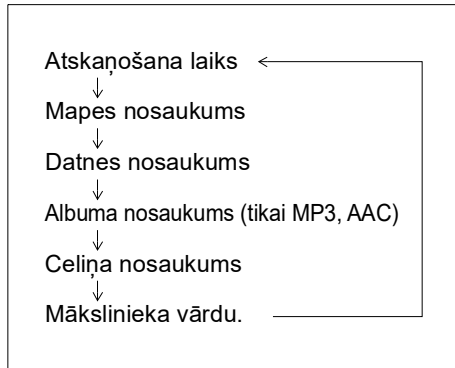 Atskaņošana laiks
Mapes nosaukums
Datnes nosaukums
Albuma nosaukums (tikai MP3, AAC)
Celiņa nosaukums
Mākslinieka vārdu.